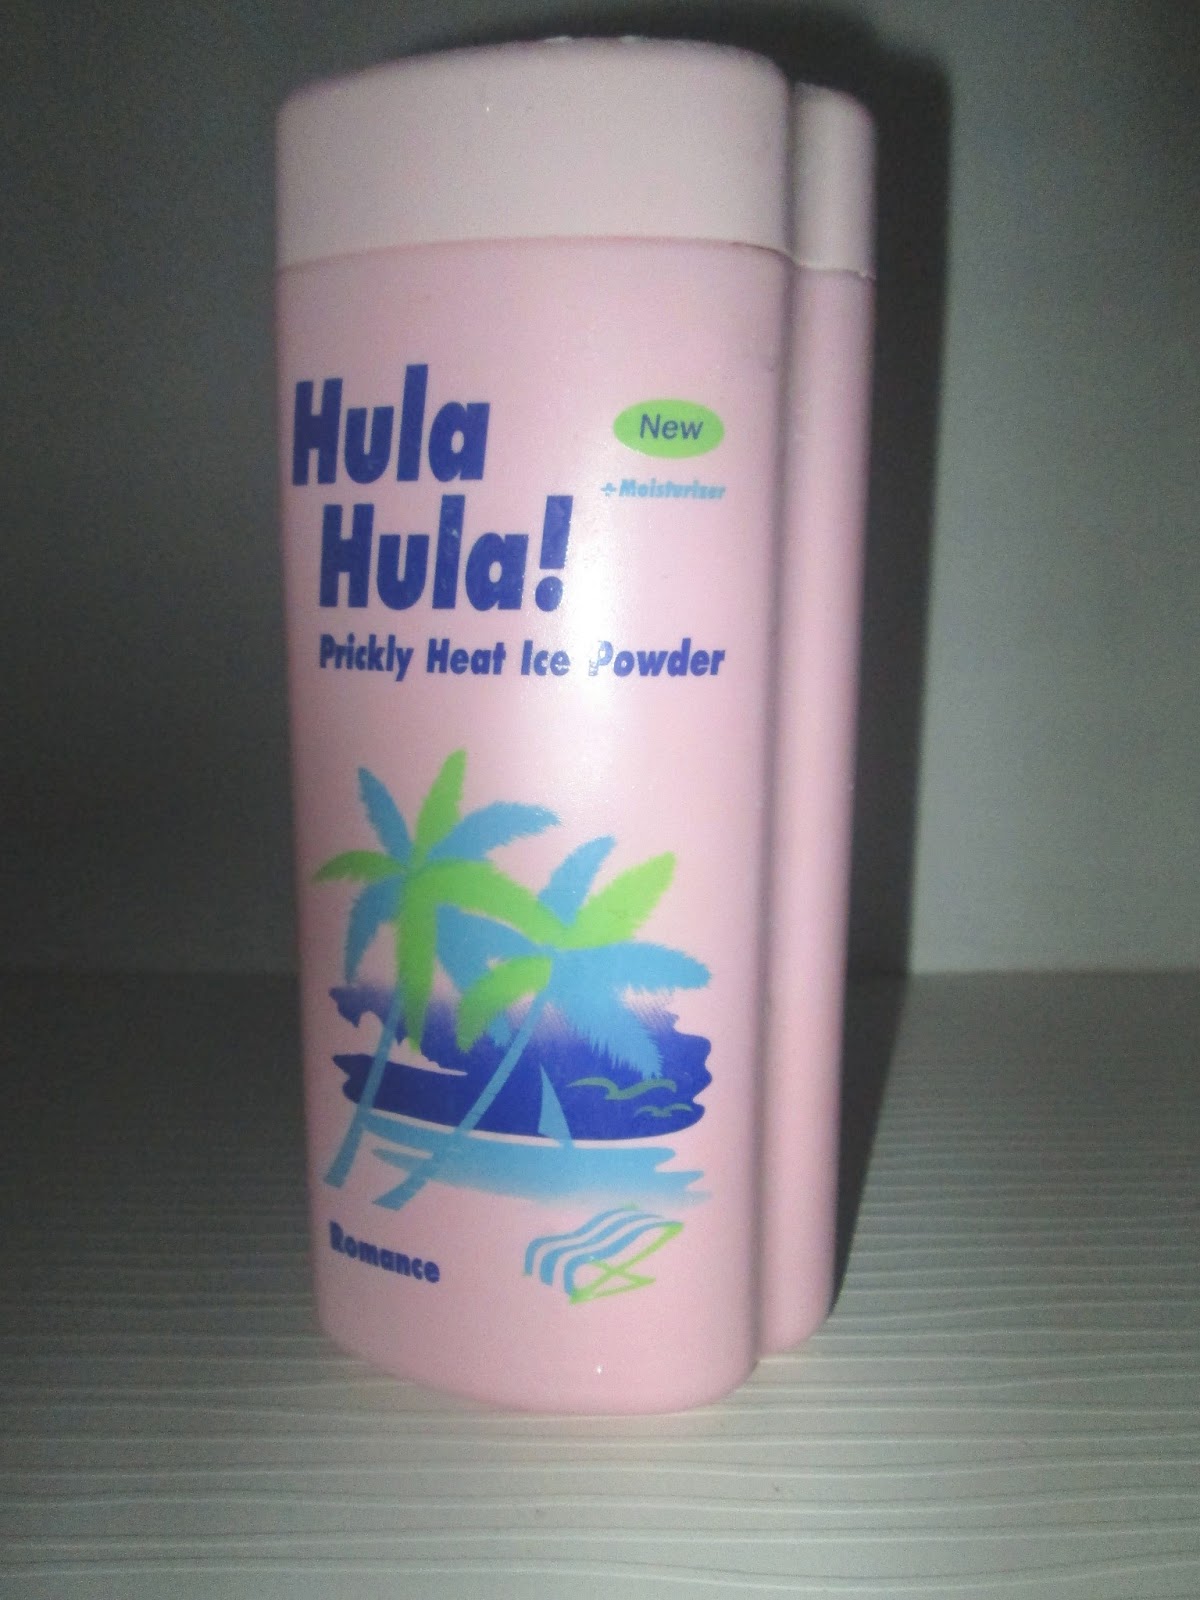 Hula
Hula!
New
+Moisturizer
Prickly Heat Ice Powder
Romance